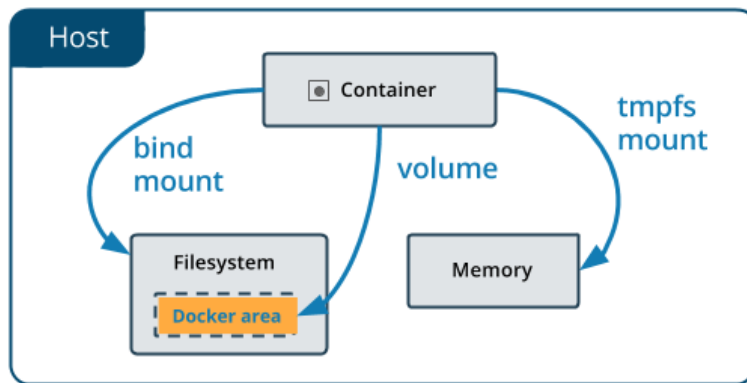 Host
Container
bind
mount
volume
tmpfs
mount
Filesystem
Docker area
Memory